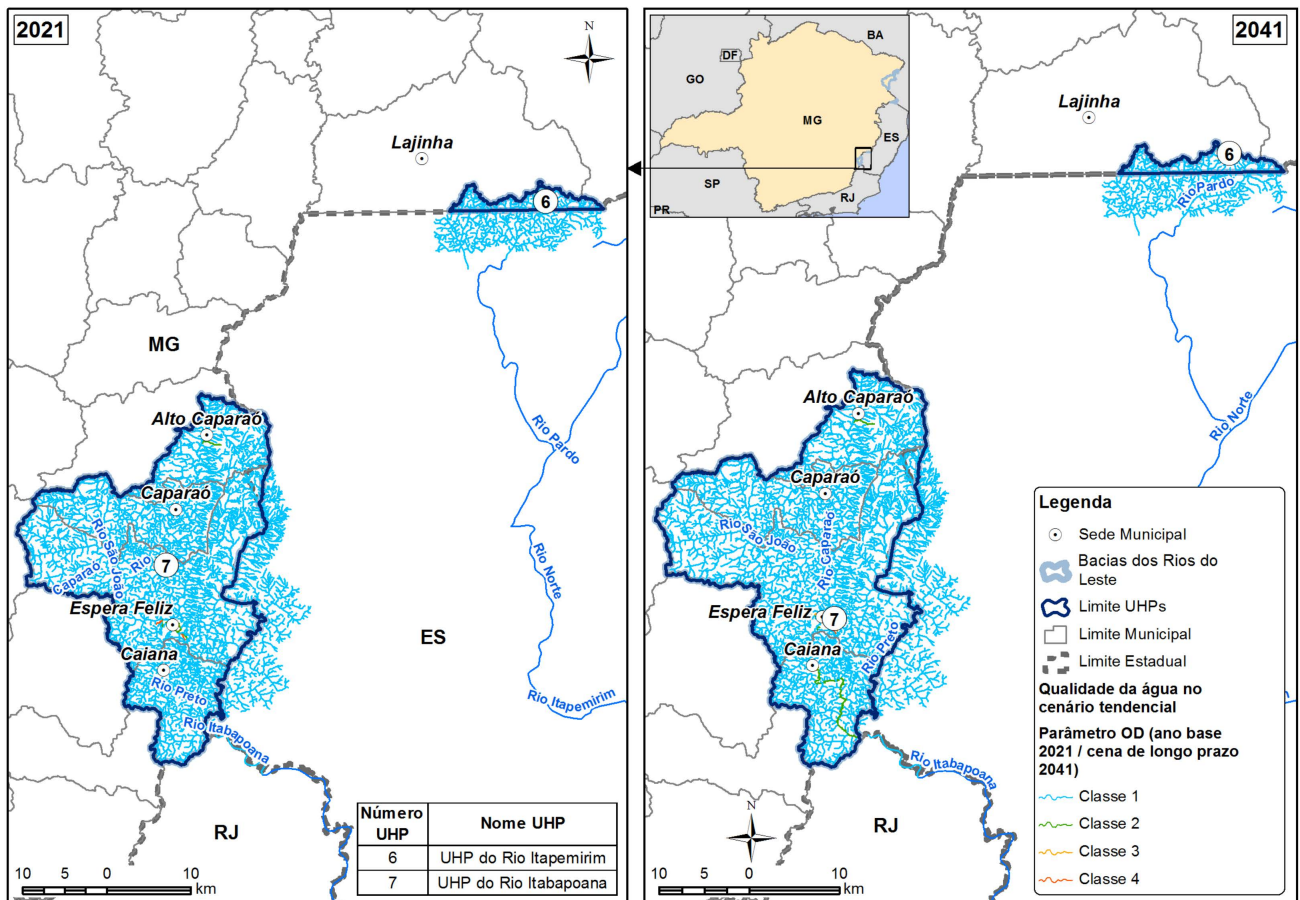 2021
N
Lajinha
6
MG
Alto Caparaó
Rio Pardo
Caparaó
Rio São João
Rio
Caparaó
7
Rio Norte
Espera Feliz
ES
Caiana
Rio Preto
Rio Itapemirim
Rio Itabapoana
RJ
Número UHP
Nome UHP
6
UHP do Rio Itapemirim
7
UHP do Rio Itabapoana
10 5 0 10
km
2041
BA
DF
GO
MG
ES
SP
RJ
PR
Lajinha
6
Rio Pardo
Rio Norte
Alto Caparaó
Caparaó
Rio São João
Rio Caparaó
Espera Feliz
7
Rio Preto
Caiana
Rio Itabapoana
N
RJ
10 5 0 10
km
Legenda
Sede Municipal
Bacias dos Rios do
Leste
Limite UHPs
Limite Municipal
Limite Estadual
Qualidade da água no
cenário tendencial
Parâmetro OD (ano base
2021 / cena de longo prazo
2041)
Classe 1
Classe 2
Classe 3
Classe 4